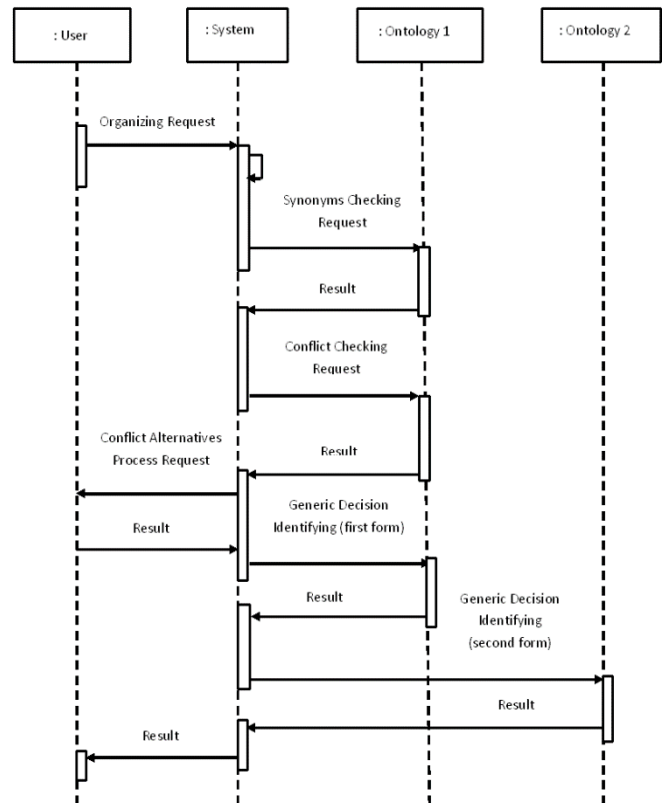 : User
: System
: Ontology 1
: Ontology 2
Organizing Request
Synonyms Checking
Request
Result
Conflict Checking
Request
Conflict Alternatives
Process Request
Result
Generic Decision
Identifying (first form)
Result
Result
Generic Decision
Identifying
(second form)
Result
Result